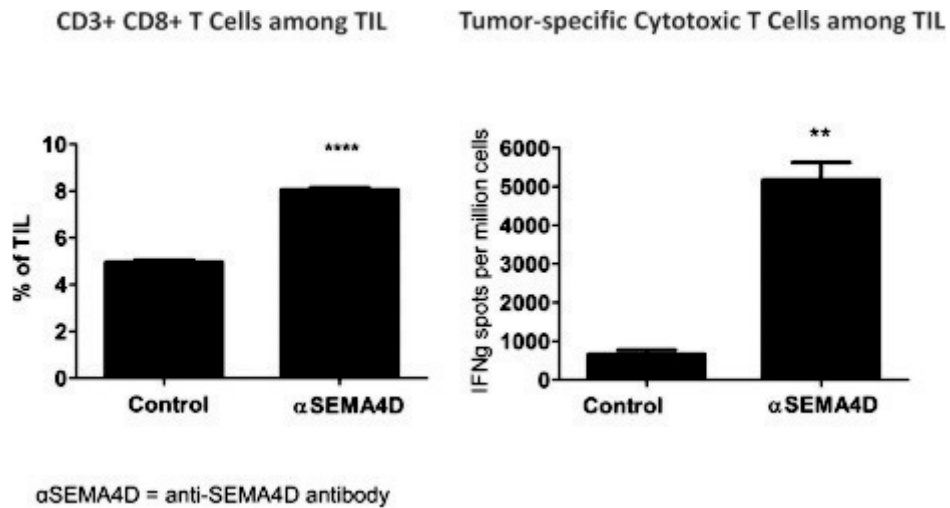 CD3+ CD8+ T Cells among TIL
Tumor-specific Cytotoxic T Cells among TIL
% of TIL
10
8
6
4
2
0
****
Control
αSEMA4D
IFNg spots per million cells
6000
5000
4000
3000
2000
1000
0
**
Control
αSEMA4D
αSEMA4D = anti-SEMA4D antibody